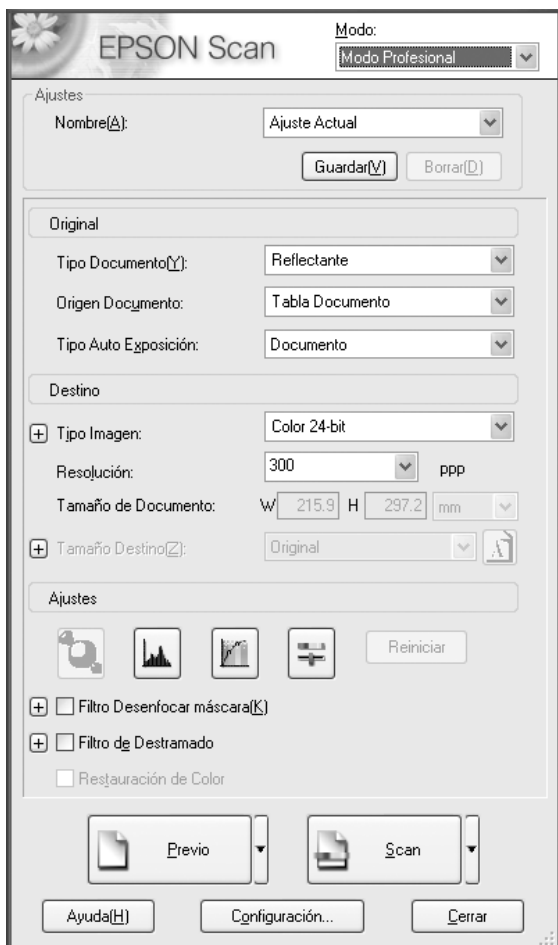 EPSON Scan
Modo:
Modo Profesional
Ajustes
Nombre(A):
Ajuste Actual
Guardar(V)
Borrar(D)
Original
Tipo Documento(Y):
Reflectante
Origen Documento:
Tabla Documento
Tipo Auto Exposición:
Documento
Destino
Tipo Imagen:
Color 24-bit
Resolución:
300
ppp
Tamaño de Documento:
W 215.9 H 297.2 mm
Tamaño Destino(Z):
Original
Ajustes
Reiniciar
Filtro Desenfocar máscara(K)
Filtro de Destramado
Restauración de Color
Previo
Scan
Ayuda(H)
Configuración...
Cerrar